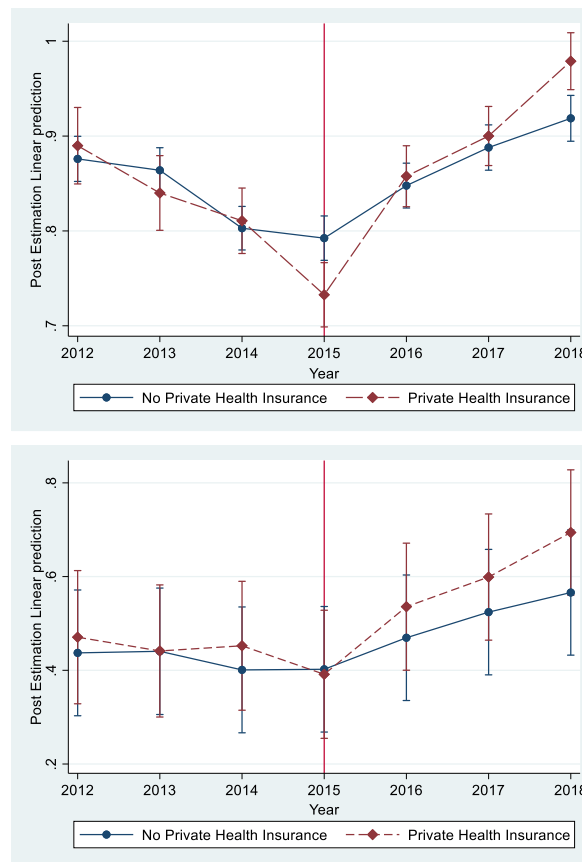 Post Estimation Linear prediction
1
.9
.8
.7
2012 2013 2014 2015 2016 2017 2018
Year
No Private Health Insurance Private Health Insurance
Post Estimation Linear prediction
.8
.6
.4
.2
2012 2013 2014 2015 2016 2017 2018
Year
No Private Health Insurance Private Health Insurance